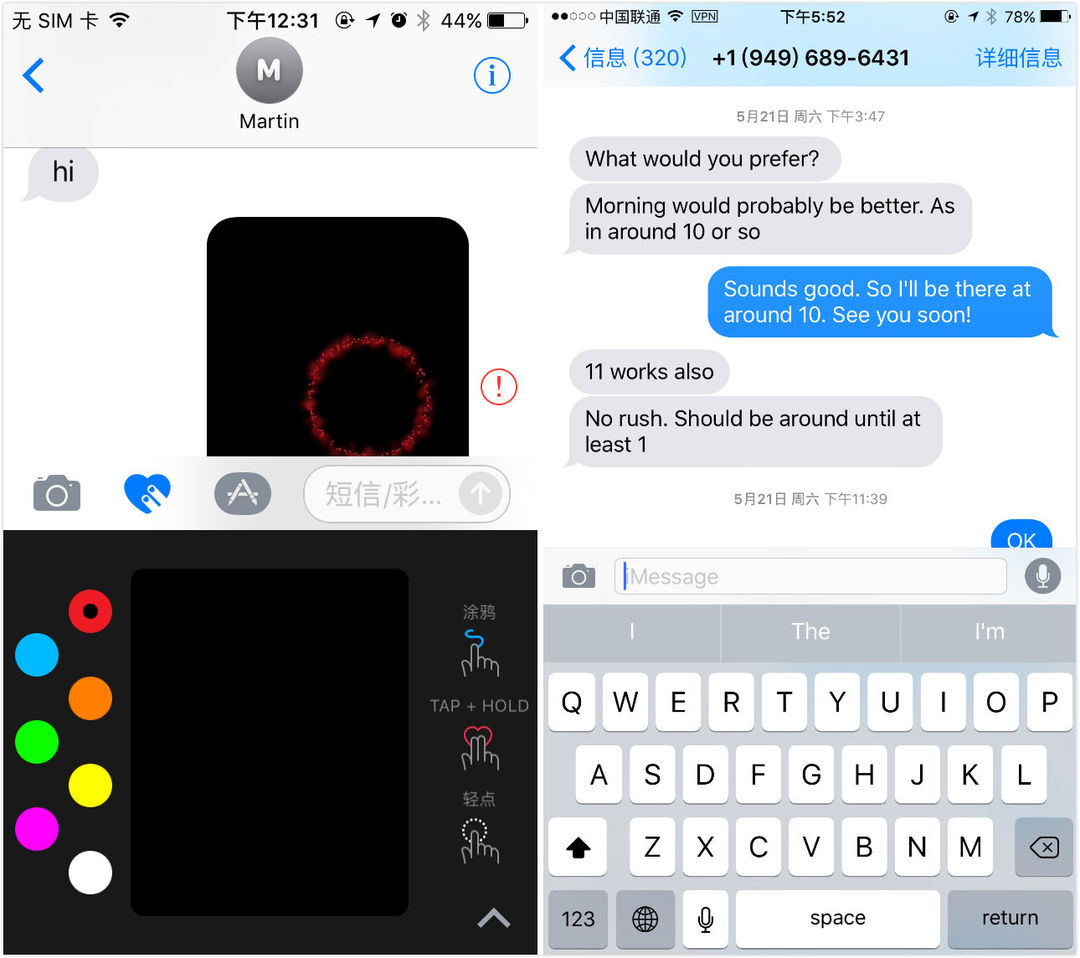 无 SIM 卡
下午12:31
44%
M
Martin
hi
短信/彩...
涂鸦
TAP + HOLD
轻点
中国联通
VPN
下午5:52
78%
信息 (320)
+1 (949) 689-6431
详细信息
5月21日 周六 下午3:47
What would you prefer?
Morning would probably be better. As
in around 10 or so
Sounds good. So I'll be there at
around 10. See you soon!
11 works also
No rush. Should be around until at
least 1
5月21日 周六 下午11:39
OK
iMessage
I
The
I'm
Q W E R T Y U I O P
A S D F G H J K L
Z X C V B N M
123
space
return